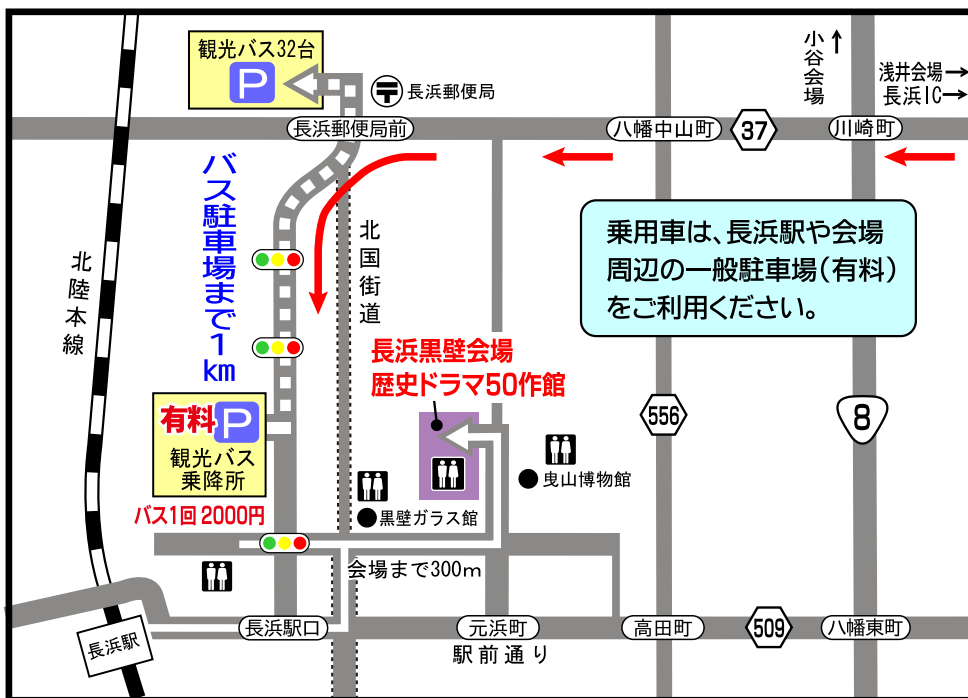 観光バス32台
P
長浜郵便局
小谷会場
↑
浅井会場→
長浜IC→
長浜郵便局前
八幡中山町
37
川崎町
バス駐車場まで1km
北国街道
北陸本線
乗用車は、長浜駅や会場
周辺の一般駐車場(有料)
をご利用ください。
長浜黒壁会場
歴史ドラマ50作館
有料
P
観光バス
乗降所
バス1回 2000円
556
8
曳山博物館
黒壁ガラス館
会場まで300m
長浜駅
長浜駅口
元浜町
高田町
509
八幡東町
駅前通り